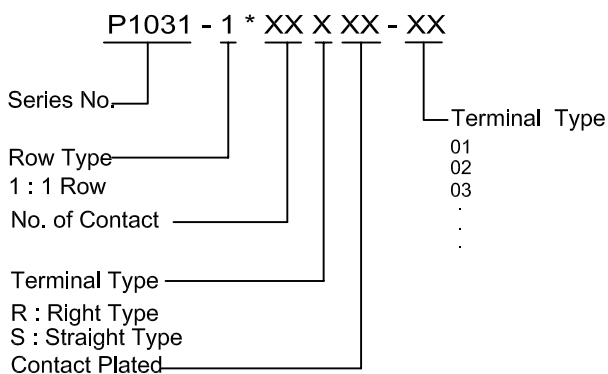 P1031 - 1 * XX X XX - XX
Series No.
Row Type
1 : 1 Row
No. of Contact
Terminal Type
R : Right Type
S : Straight Type
Contact Plated
Terminal Type
01
02
03
.
.
.